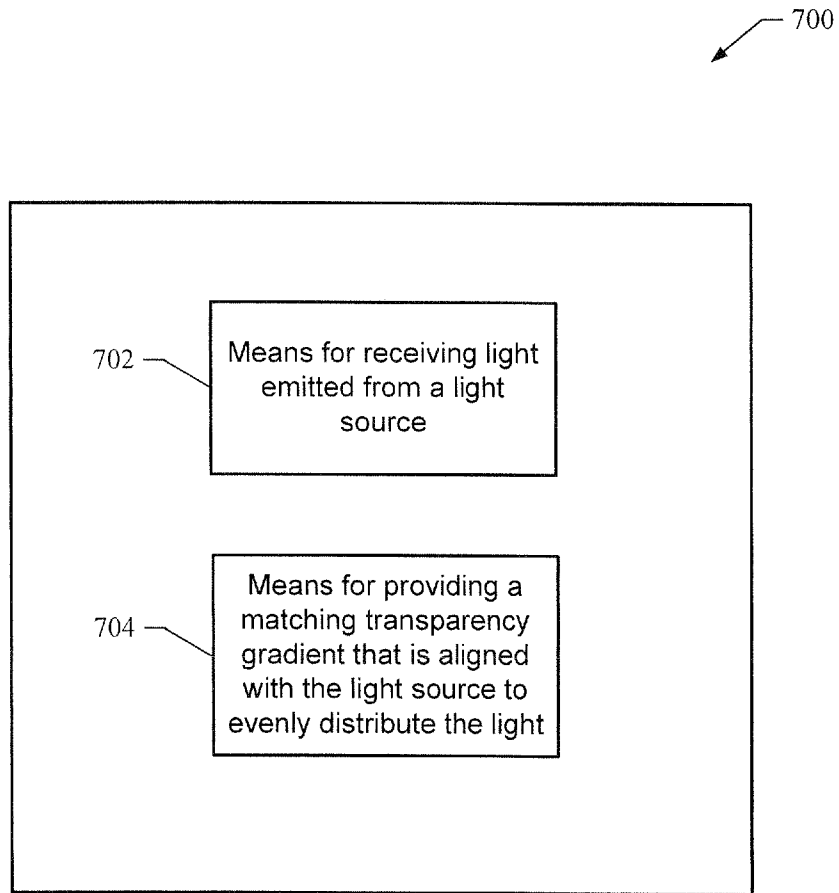 700
702
Means for receiving light
emitted from a light
source
704
Means for providing a
matching transparency
gradient that is aligned
with the light source to
evenly distribute the light